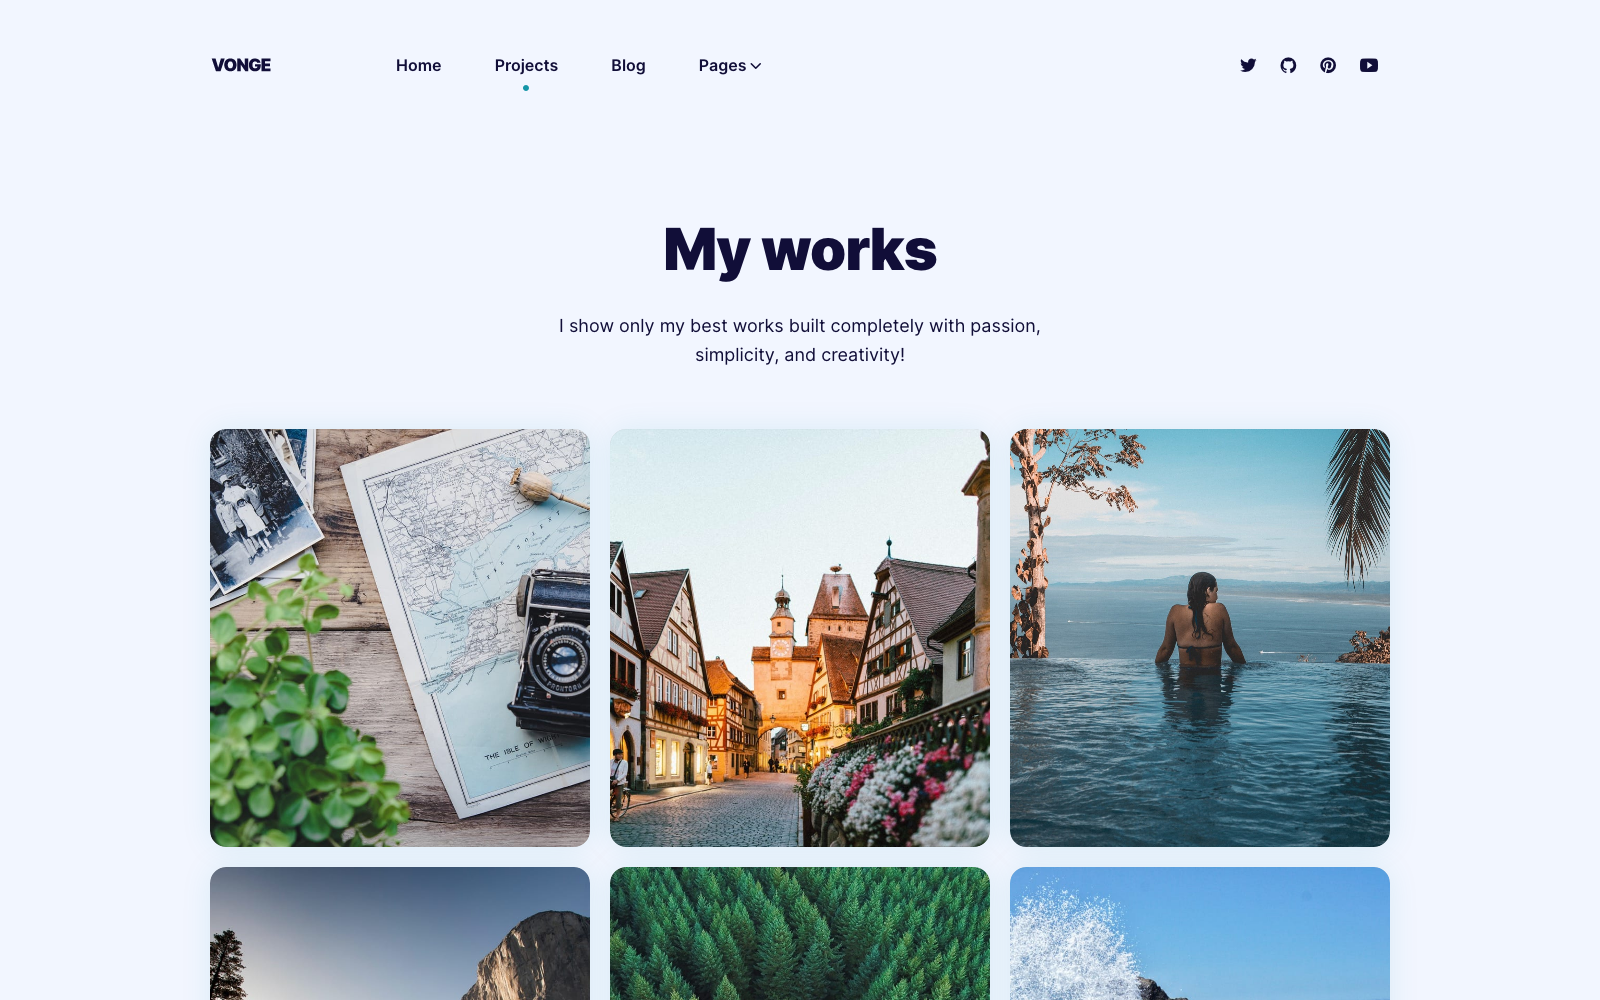 VONGE
Home
Projects
Blog
Pages
My works
I show only my best works built completely with passion,
simplicity, and creativity!
THE ISLE OF